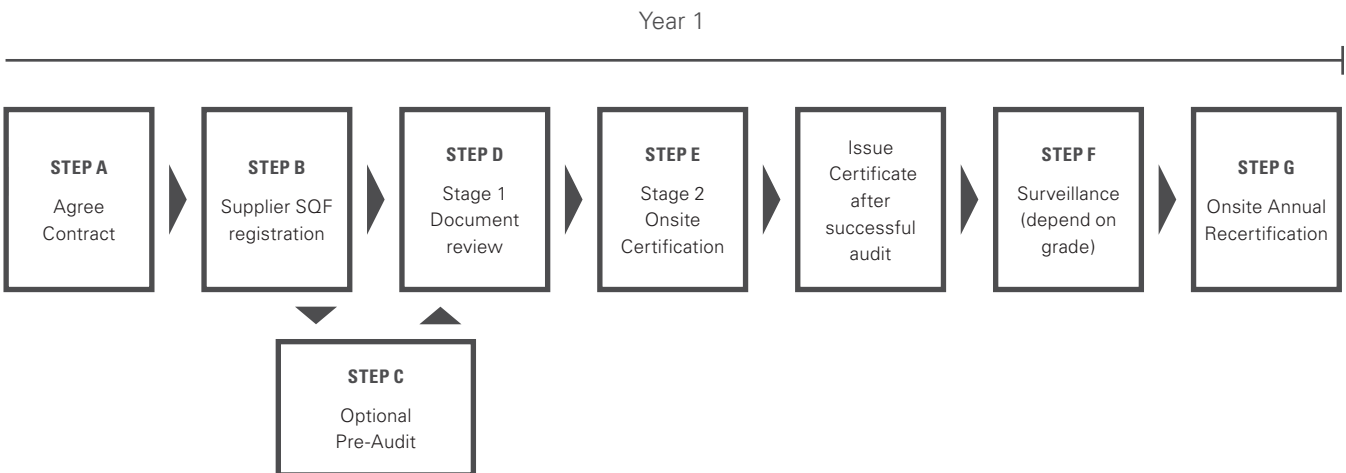 Year 1
STEP A
Agree
Contract
STEP B
Supplier SQF
registration
STEP D
Stage 1
Document
review
STEP E
Stage 2
Onsite
Certification
Issue
Certificate
after
successful
audit
STEP F
Surveillance
(depend on
grade)
STEP G
Onsite Annual
Recertification
STEP C
Optional
Pre-Audit